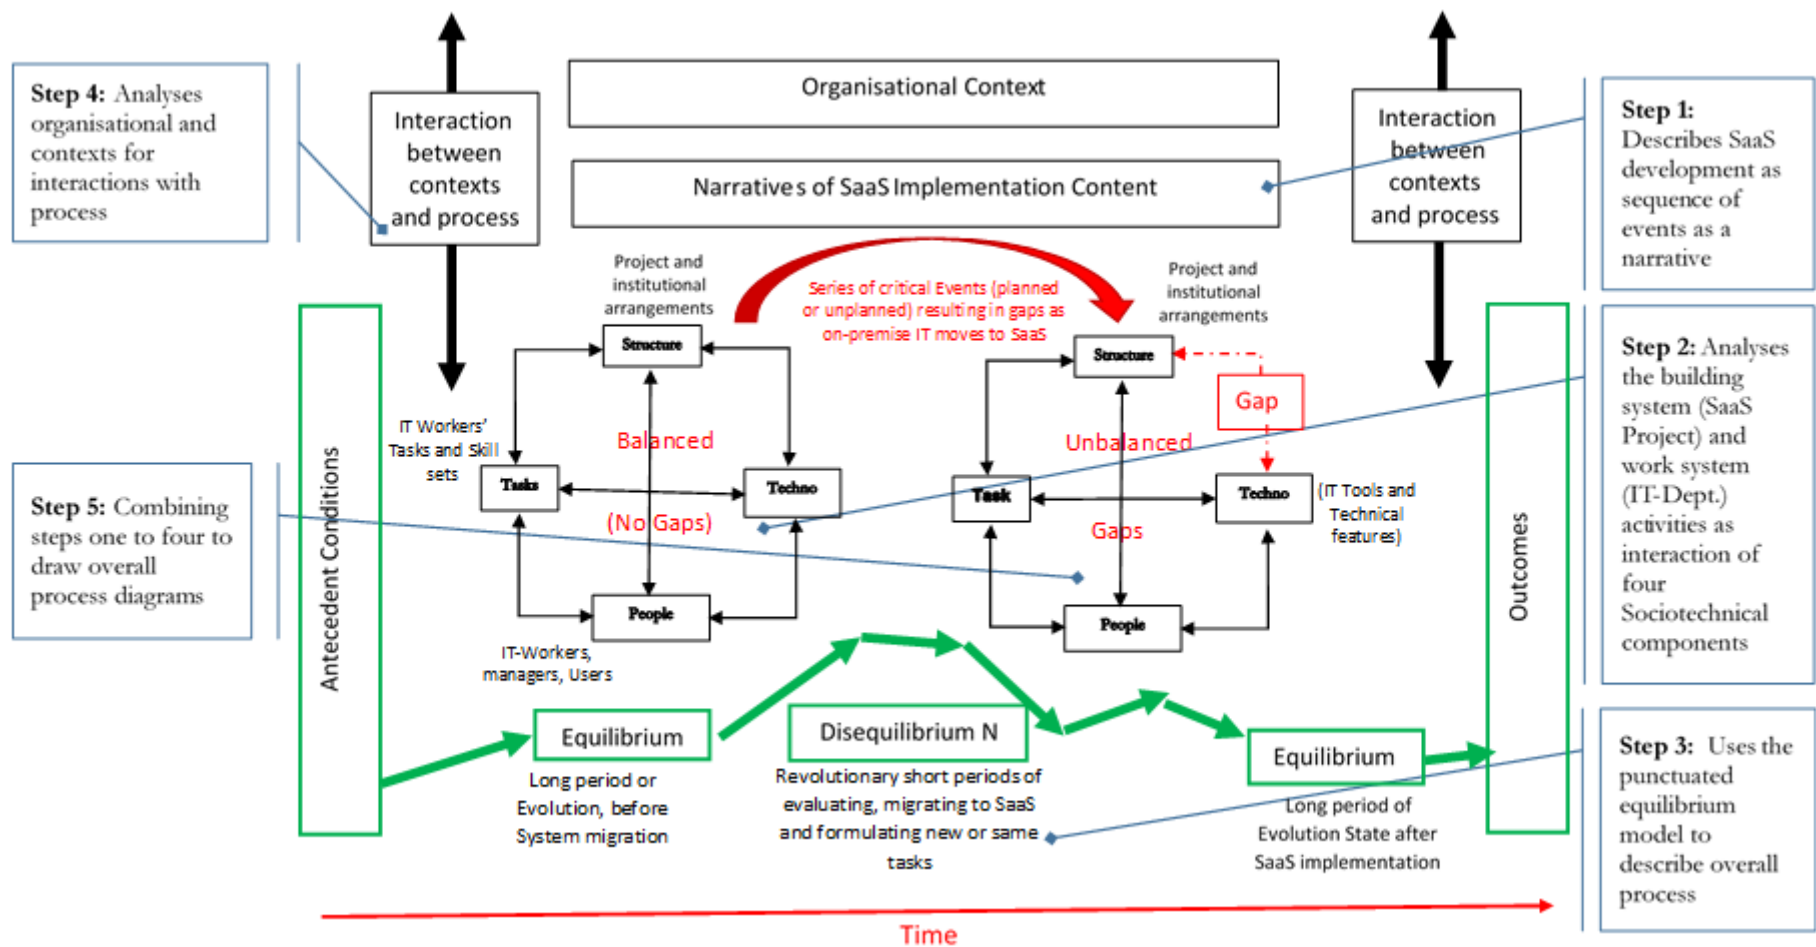 Organisational Context
Narratives of SaaS Implementation Content
Step 4: Analyses
organisational and
contexts for
interactions with
process
Interaction
between
contexts
and process
Interaction
between
contexts
and process
Step 1:
Describes SaaS
development as
sequence of
events as a
narrative
Project and
institutional
arrangements
Series of critical Events (planned
or unplanned) resulting in gaps as
on-premise IT moves to SaaS
Project and
institutional
arrangements
Step 2: Analyses
the building
system (SaaS
Project) and
work system
(IT-Dept.)
activities as
interaction of
four
Sociotechnical
components
Antecedent Conditions
Structure
IT Workers'
Tasks and Skill
sets
Balanced
Tasks
Techno
(No Gaps)
People
IT-Workers,
managers, Users
Structure
Gap
Unbalanced
Task
Techno
(IT Tools and
Technical
features)
Gaps
People
Outcomes
Step 5: Combining
steps one to four to
draw overall
process diagrams
Equilibrium
Long period or
Evolution, before
System migration
Disequilibrium N
Revolutionary short periods of
evaluating, migrating to SaaS
and formulating new or same
tasks
Equilibrium
Long period of
Evolution State after
SaaS implementation
Step 3: Uses the
punctuated
equilibrium
model to
describe overall
process
Time